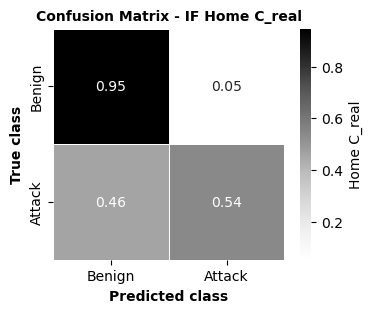 Confusion Matrix - IF Home C_real
True class
Benign
0.95
0.05
Attack
0.46
0.54
Benign
Attack
Predicted class
0.8
0.6
0.4
0.2
Home C_real